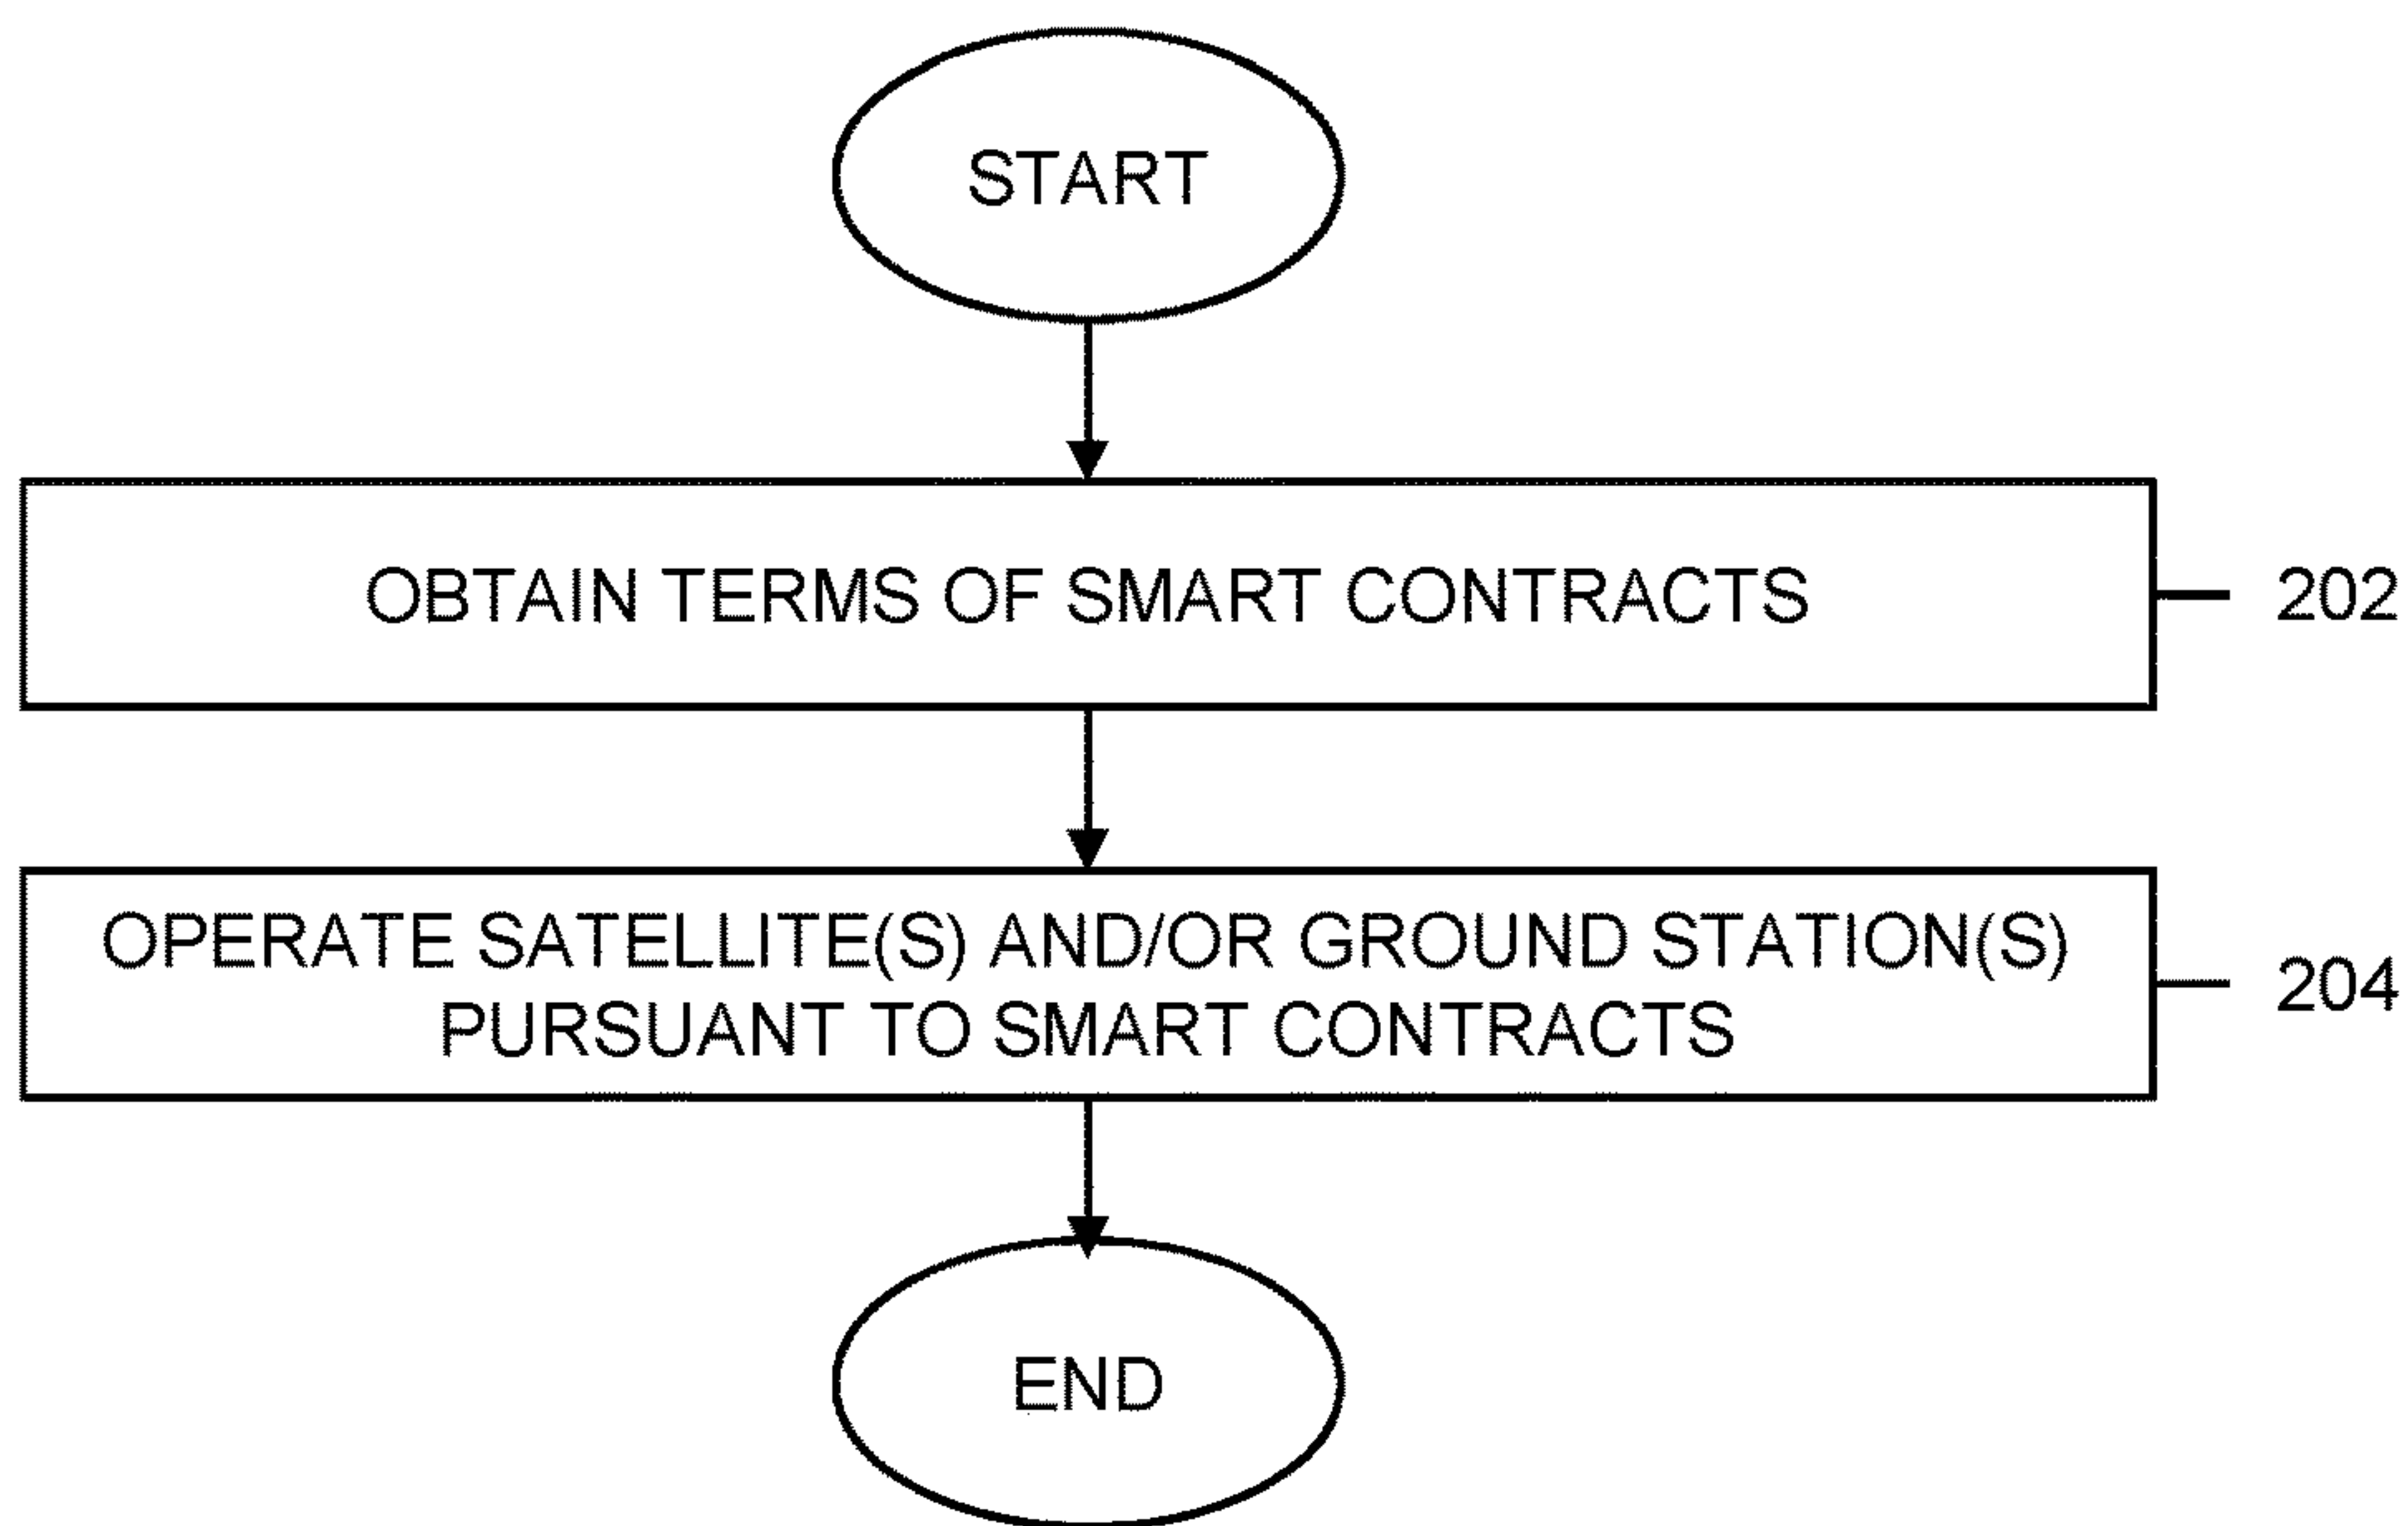 START
OBTAIN TERMS OF SMART CONTRACTS
202
OPERATE SATELLITE(S) AND/OR GROUND STATION(S)
PURSUANT TO SMART CONTRACTS
204
END